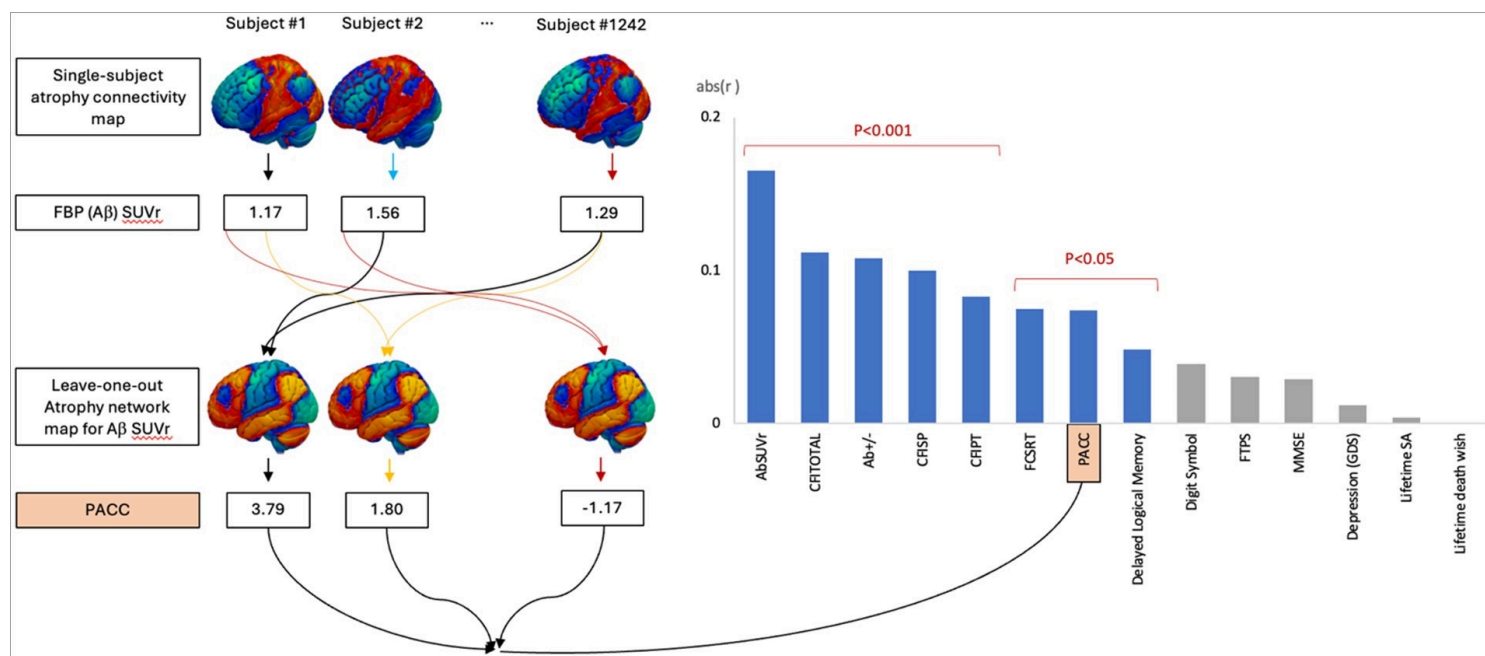 Subject #1
Subject #2
...
Subject #1242
Single-subject
atrophy connectivity
map
FBP (Aβ) SUVr
1.17
1.56
1.29
Leave-one-out
Atrophy network
map for Aβ SUVr
PACC
3.79
1.80
-1.17
abs(r )
0.2
0.1
0
P<0.001
P<0.05
AbSUVr
CFITOTAL
Ab+/-
CFISP
CFIPT
FCSRT
PACC
Delayed Logical Memory
Digit Symbol
FTPS
MMSE
Depression (GDS)
Lifetime SA
Lifetime death wish